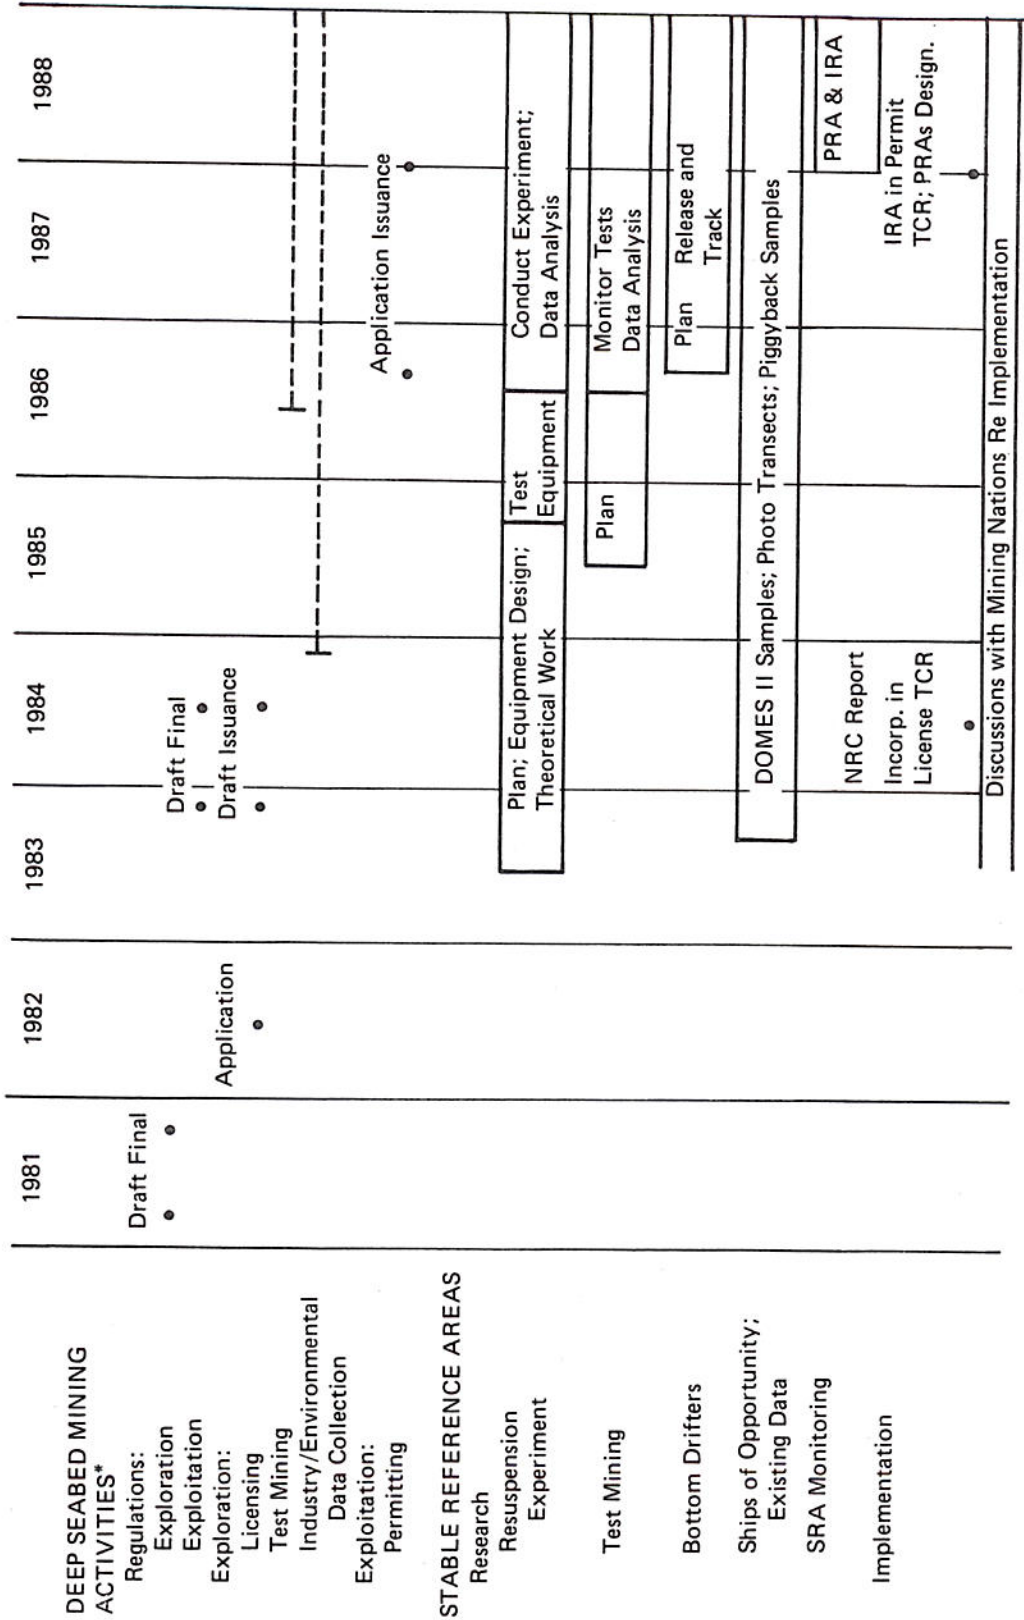 1981
1982
1983
1984
1985
1986
1987
1988
DEEP SEABED MINING
ACTIVITIES*
Regulations:
Exploration
Draft Final
Exploitation
Draft Final
Exploration:
Licensing
Application
Draft Issuance
Test Mining
Industry/Environmental
Data Collection
Exploitation:
Permitting
Application Issuance
STABLE REFERENCE AREAS
Research
Resuspension
Experiment
Plan; Equipment Design;
Theoretical Work
Test
Equipment
Conduct Experiment;
Data Analysis
Test Mining
Plan
Monitor Tests
Data Analysis
Bottom Drifters
Plan
Release and
Track
Ships of Opportunity;
Existing Data
DOMES II Samples; Photo Transects; Piggyback Samples
SRA Monitoring
PRA & IRA
Implementation
NRC Report
Incorp. in
License TCR
IRA in Permit
TCR; PRAs Design.
Discussions with Mining Nations Re Implementation